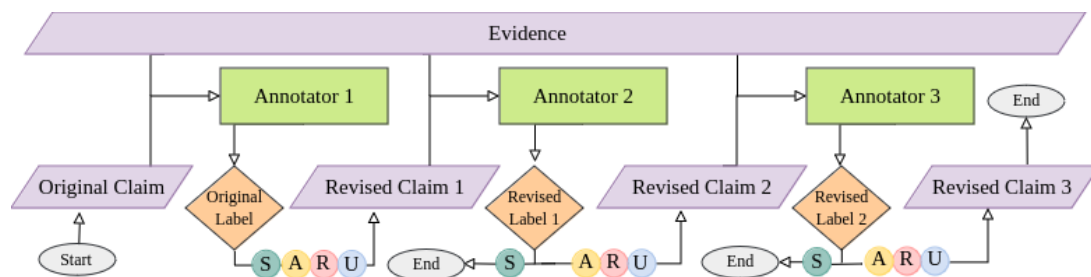 Evidence
Annotator 1
Annotator 2
Annotator 3
End
Original Claim
Original
Label
Revised Claim 1
Revised
Label 1
Revised Claim 2
Revised
Label 2
Revised Claim 3
Start
S A R U
End
S
A R U
End
S
A R U